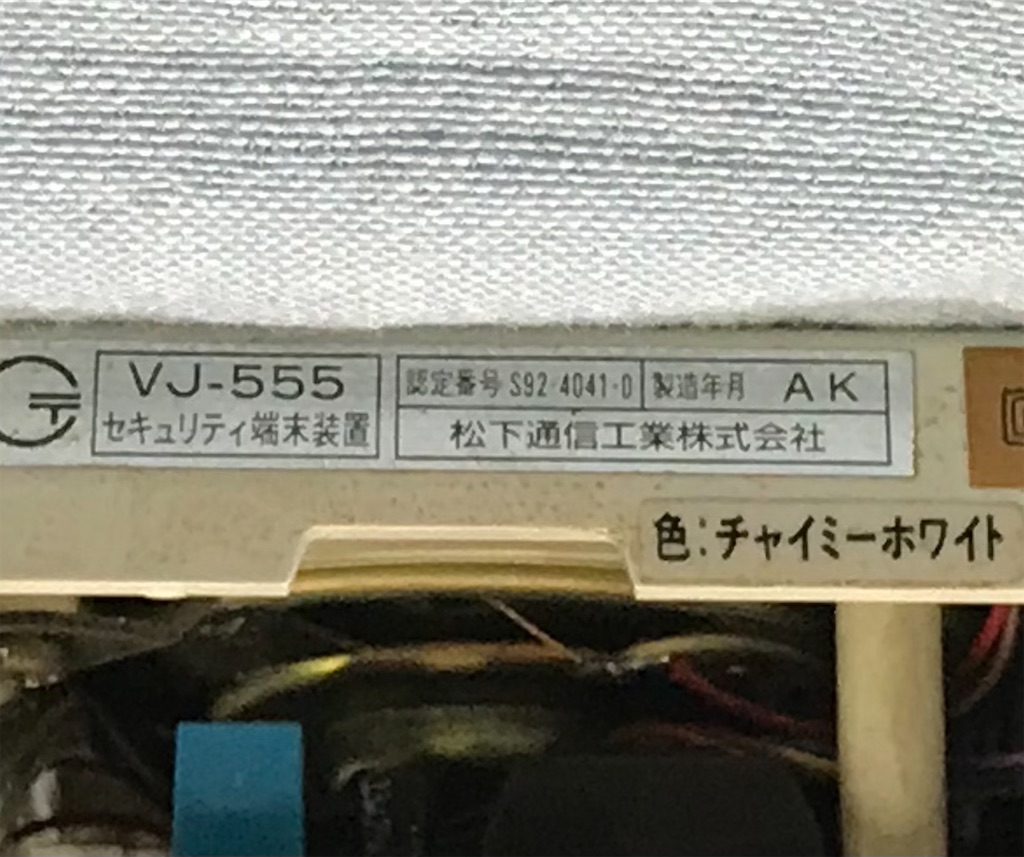 VJ-555
セキュリティ端末装置
認定番号 S92-4041-0
製造年月 AK
松下通信工業株式会社
色:チャイミーホワイト